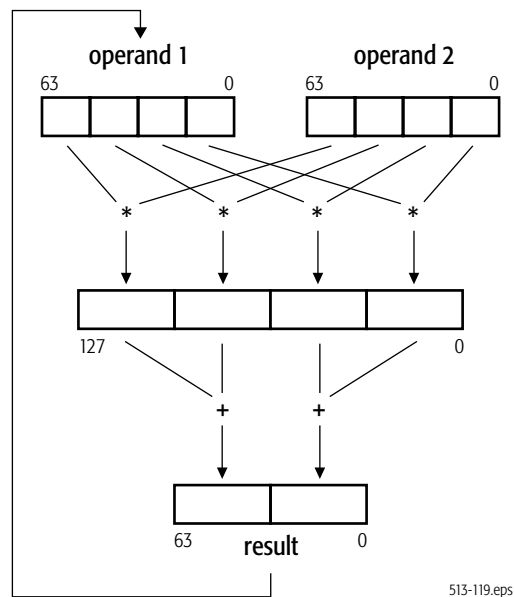 operand 1 operand 2
63 0 63 0
* * * *
127 0
+ +
63 result 0
513-119.eps